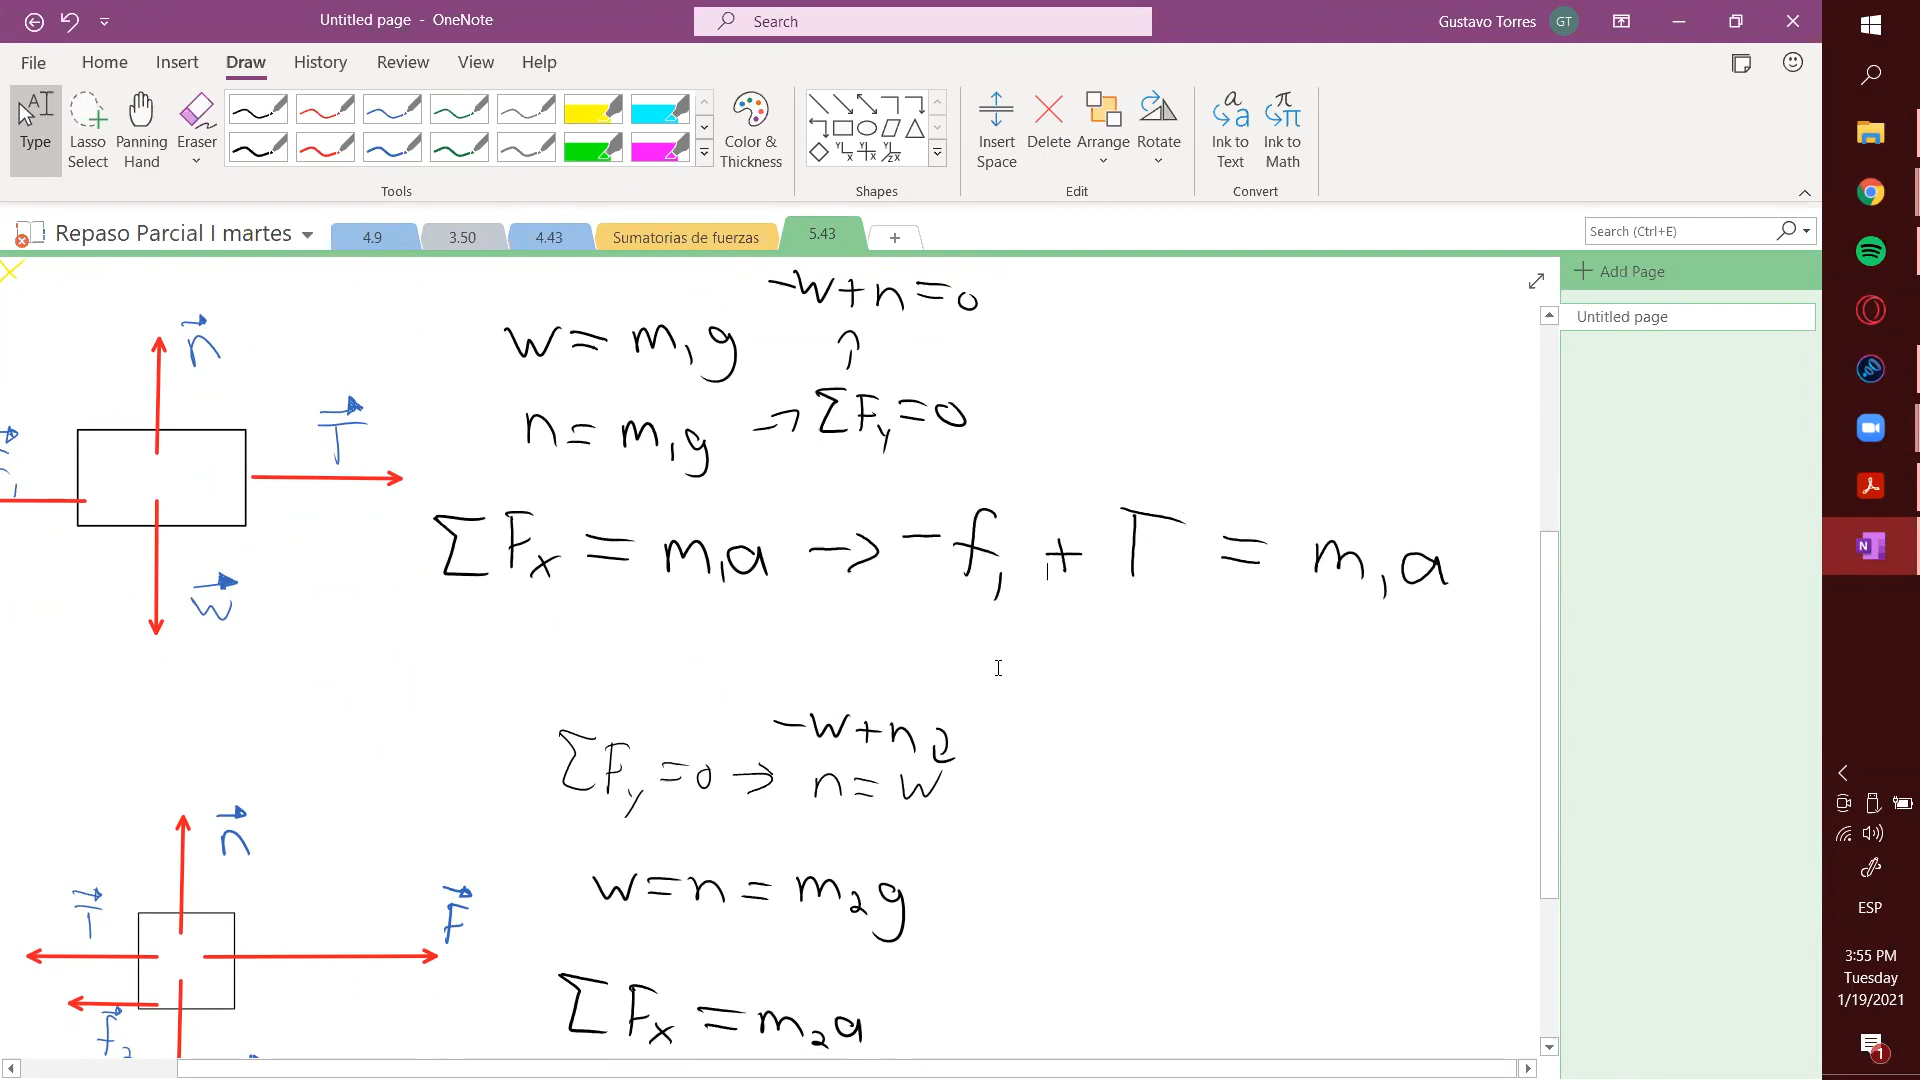 Untitled page - OneNote
Search
Gustavo Torres
GT
File Home Insert Draw History Review View Help
Type
Lasso Select
Panning Hand
Eraser
Color & Thickness
Insert Space
Delete
Arrange
Rotate
Ink to Text
Ink to Math
Tools
Shapes
Edit
Convert
Repaso Parcial I martes
4.9
3.50
4.43
Sumatorias de fuerzas
5.43
Search (Ctrl+E)
Add Page
Untitled page
-w+n=0
w = m₁g
n = m₁g → ΣFy = 0
n
T
w
ΣFx = m₁a → -f₁ + T = m₁a
-w+n
ΣFy = 0 → n = w
w = n = m₂g
ΣFx = m₂a
n
T
F
f₂
ESP
3:55 PM
Tuesday
1/19/2021
1